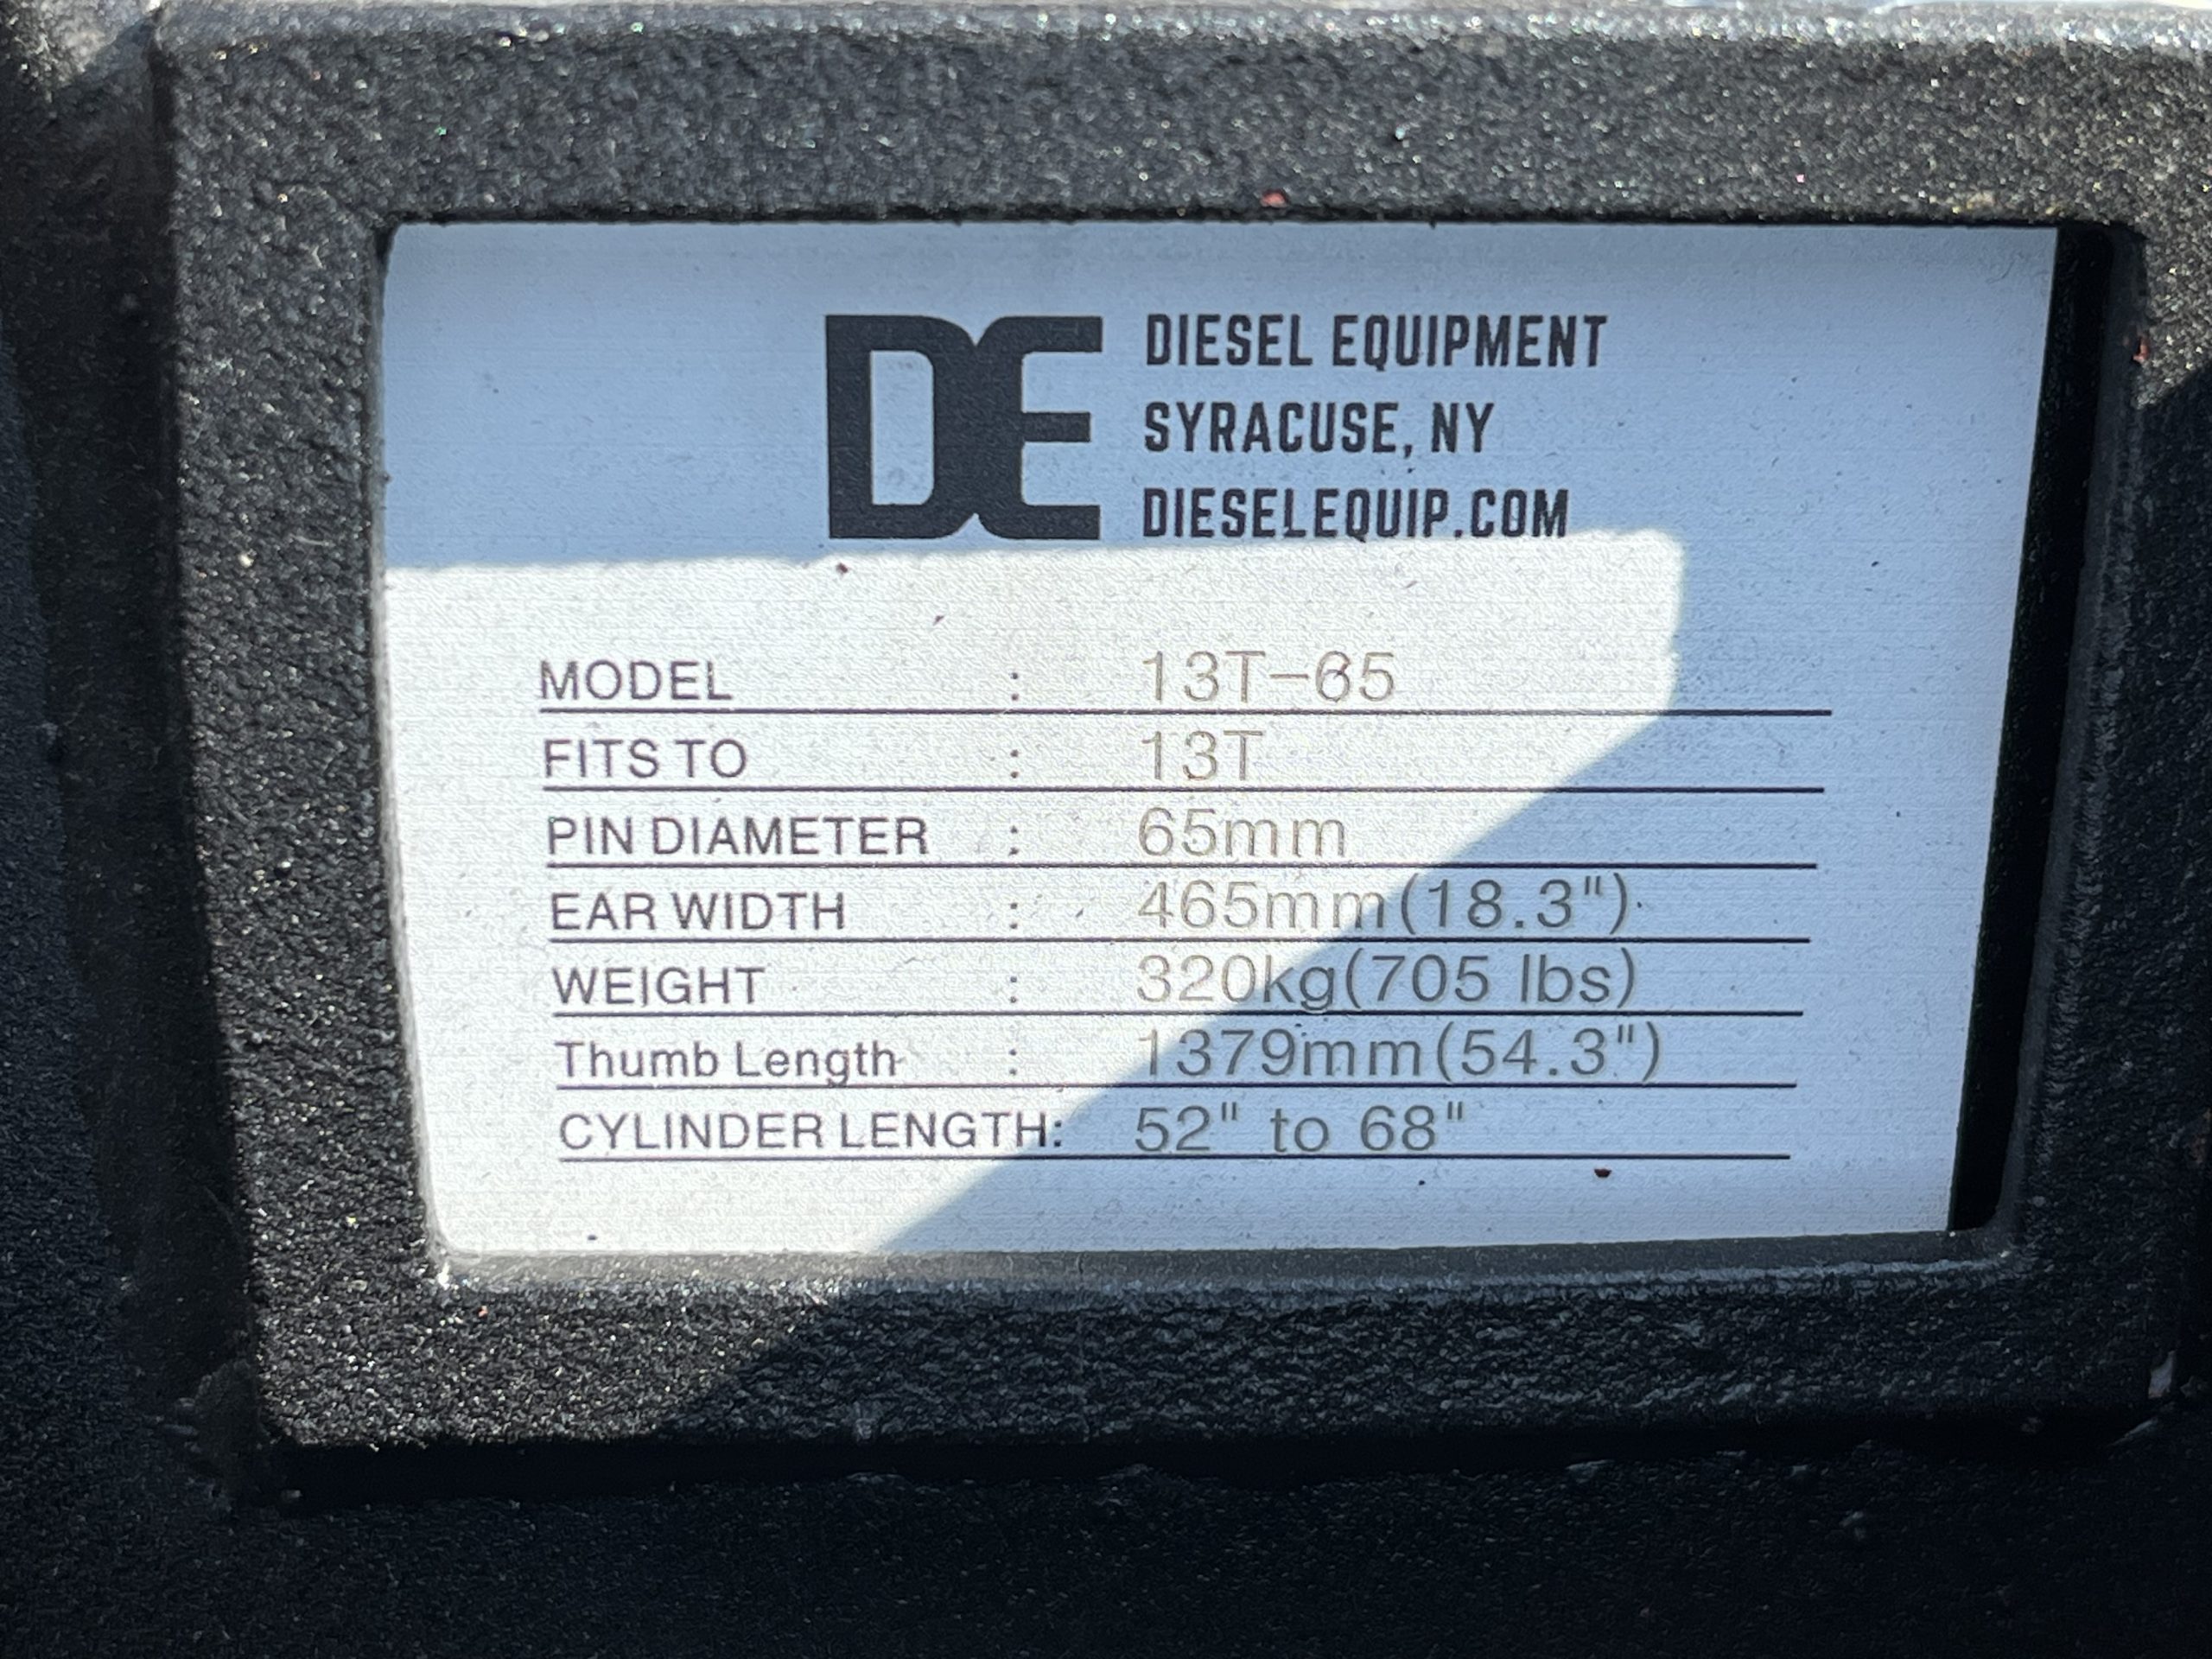 DE
DIESEL EQUIPMENT
SYRACUSE, NY
DIESELEQUIP.COM
MODEL : 13T-65
FITS TO : 13T
PIN DIAMETER : 65mm
EAR WIDTH : 465mm(18.3")
WEIGHT : 320kg(705 lbs)
Thumb Length : 1379mm(54.3")
CYLINDER LENGTH: 52" to 68"